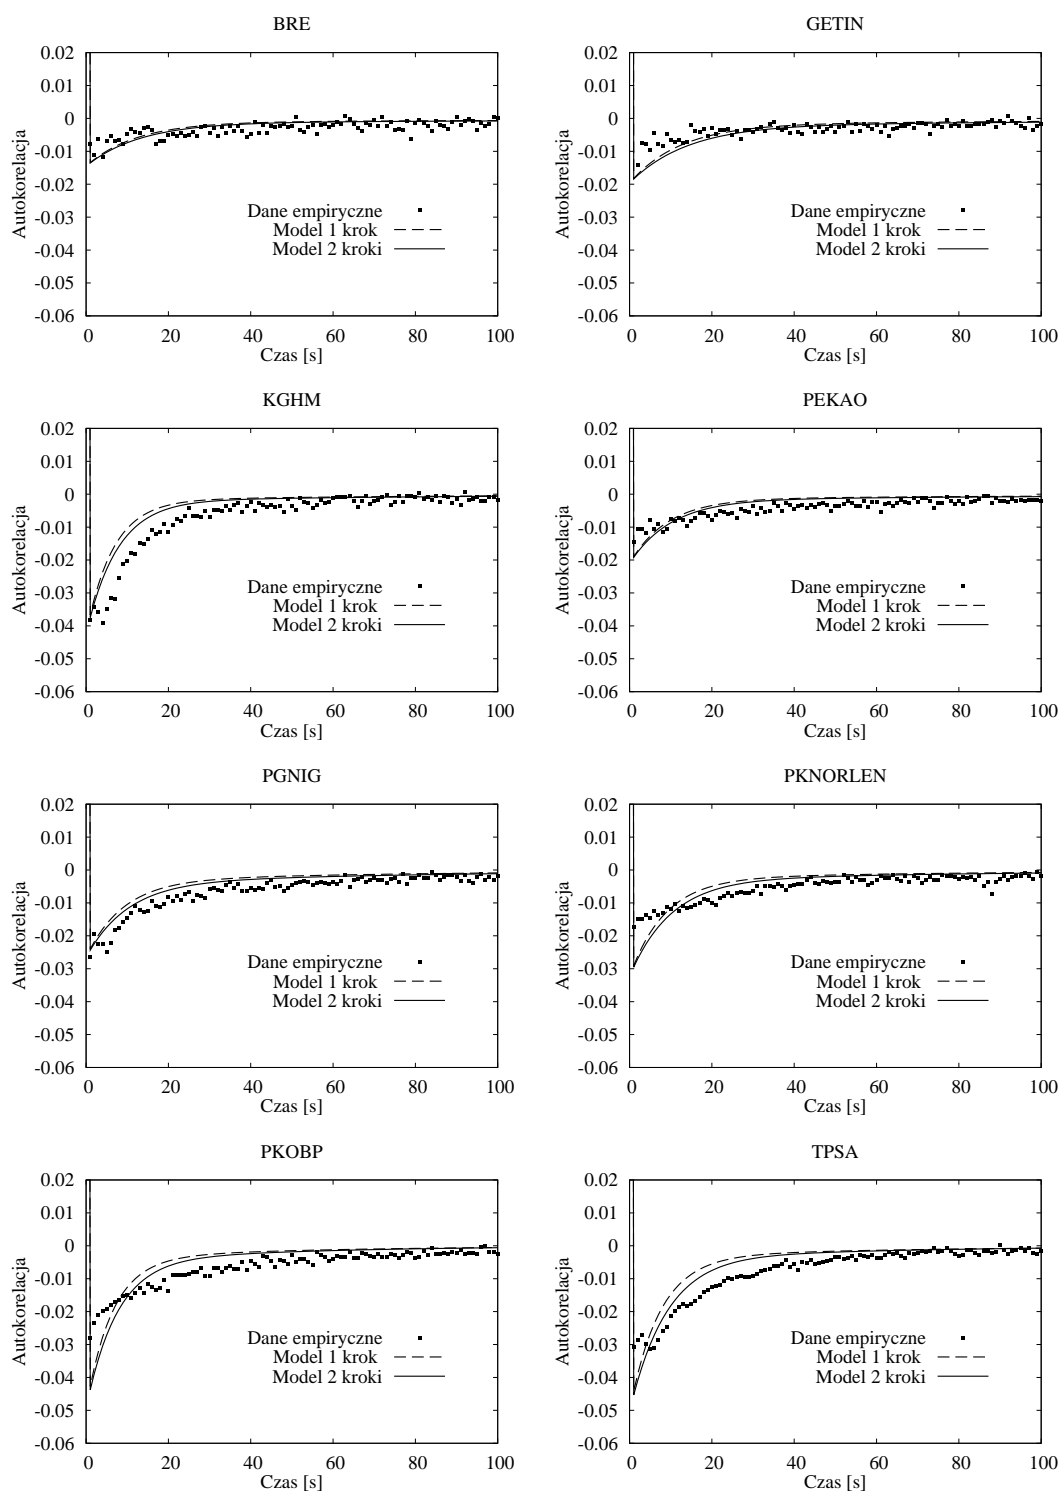 BRE
0.02
0.01
0
-0.01
-0.02
-0.03
-0.04
-0.05
-0.06
0 20 40 60 80 100
Autokorelacja
Czas [s]
Dane empiryczne
Model 1 krok
Model 2 kroki
GETIN
0.02
0.01
0
-0.01
-0.02
-0.03
-0.04
-0.05
-0.06
0 20 40 60 80 100
Autokorelacja
Czas [s]
Dane empiryczne
Model 1 krok
Model 2 kroki
KGHM
0.02
0.01
0
-0.01
-0.02
-0.03
-0.04
-0.05
-0.06
0 20 40 60 80 100
Autokorelacja
Czas [s]
Dane empiryczne
Model 1 krok
Model 2 kroki
PEKAO
0.02
0.01
0
-0.01
-0.02
-0.03
-0.04
-0.05
-0.06
0 20 40 60 80 100
Autokorelacja
Czas [s]
Dane empiryczne
Model 1 krok
Model 2 kroki
PGNIG
0.02
0.01
0
-0.01
-0.02
-0.03
-0.04
-0.05
-0.06
0 20 40 60 80 100
Autokorelacja
Czas [s]
Dane empiryczne
Model 1 krok
Model 2 kroki
PKNORLEN
0.02
0.01
0
-0.01
-0.02
-0.03
-0.04
-0.05
-0.06
0 20 40 60 80 100
Autokorelacja
Czas [s]
Dane empiryczne
Model 1 krok
Model 2 kroki
PKOBP
0.02
0.01
0
-0.01
-0.02
-0.03
-0.04
-0.05
-0.06
0 20 40 60 80 100
Autokorelacja
Czas [s]
Dane empiryczne
Model 1 krok
Model 2 kroki
TPSA
0.02
0.01
0
-0.01
-0.02
-0.03
-0.04
-0.05
-0.06
0 20 40 60 80 100
Autokorelacja
Czas [s]
Dane empiryczne
Model 1 krok
Model 2 kroki